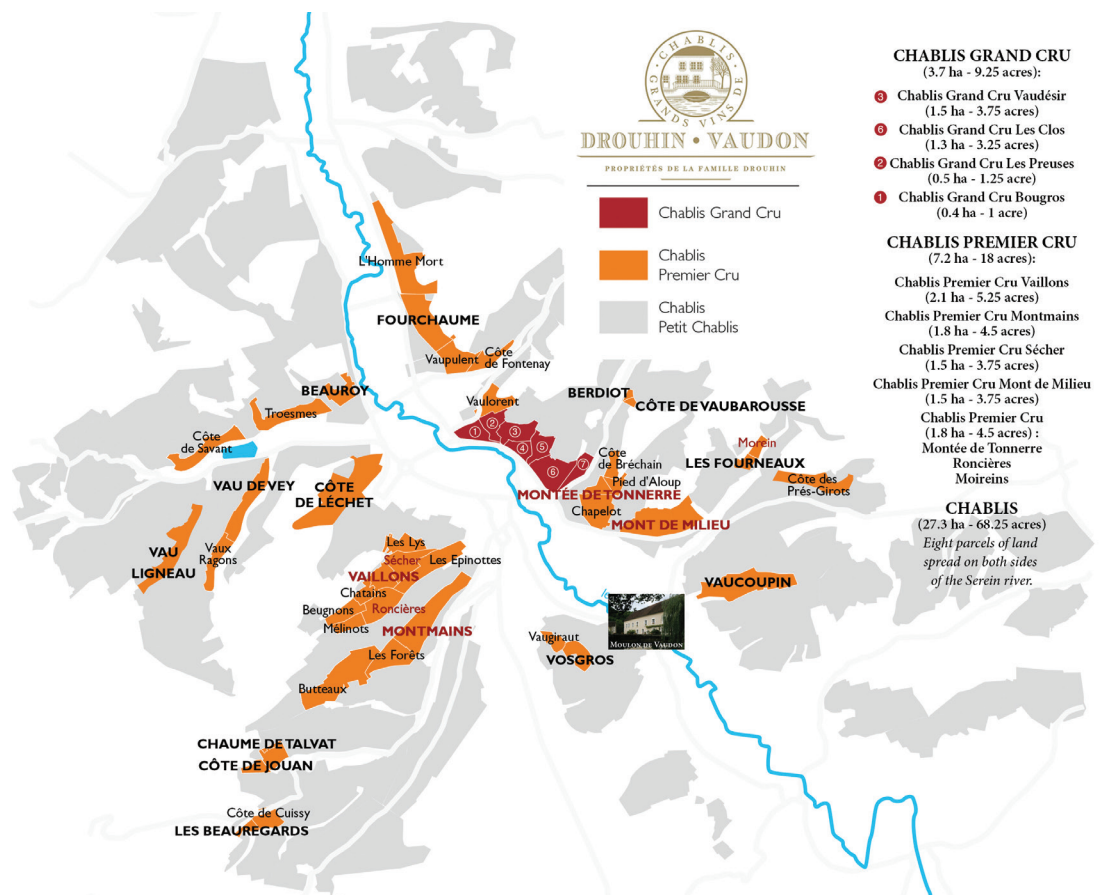 CHABLIS
GRANDS VINS DE
DROUHIN • VAUDON
PROPRIÉTÉS DE LA FAMILLE DROUHIN
Chablis Grand Cru
Chablis
Premier Cru
Chablis
Petit Chablis
CHABLIS GRAND CRU
(3.7 ha - 9.25 acres):
3 Chablis Grand Cru Vaudésir
(1.5 ha - 3.75 acres)
6 Chablis Grand Cru Les Clos
(1.3 ha - 3.25 acres)
2 Chablis Grand Cru Les Preuses
(0.5 ha - 1.25 acre)
1 Chablis Grand Cru Bougros
(0.4 ha - 1 acre)
CHABLIS PREMIER CRU
(7.2 ha - 18 acres):
Chablis Premier Cru Vaillons
(2.1 ha - 5.25 acres)
Chablis Premier Cru Montmains
(1.8 ha - 4.5 acres)
Chablis Premier Cru Sécher
(1.5 ha - 3.75 acres)
Chablis Premier Cru Mont de Milieu
(1.5 ha - 3.75 acres)
Chablis Premier Cru
(1.8 ha - 4.5 acres) :
Montée de Tonnerre
Roncières
Moireins
CHABLIS
(27.3 ha - 68.25 acres)
Eight parcels of land
spread on both sides
of the Serein river.
L'Homme Mort
FOURCHAUME
Vaupulent
Côte
de Fontenay
BEAUROY
Troesmes
Côte
de Savant
Vaulorent
1
2
3
4
5
6
7
BERDIOT
CÔTE DE VAUBAROUSSE
Morein
LES FOURNEAUX
Côte des
Prés-Girots
Côte
de Bréchain
Pied d'Aloup
MONTÉE DE TONNERRE
Chapelot
MONT DE MILIEU
VAU DE VEY
CÔTE
DE LÉCHET
VAU
LIGNEAU
Vaux
Ragons
Les Lys
Sécher
Les Epinottes
VAILLONS
Chatains
Beugnons
Roncières
Mélinots
MONTMAINS
Les Forêts
Butteaux
VAUCOUPIN
MOULON DE VAUDON
Vaugiraut
VOSGROS
CHAUME DE TALVAT
CÔTE DE JOUAN
Côte de Cuissy
LES BEAUREGARDS